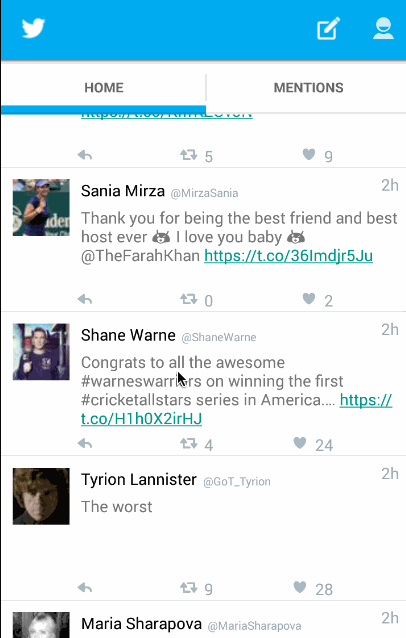 HOME MENTIONS
5 9
Sania Mirza @MirzaSania 2h
Thank you for being the best friend and best
host ever I love you baby
@TheFarahKhan https://t.co/36Imdjr5Ju
0 2
Shane Warne @ShaneWarne 2h
Congrats to all the awesome
#warneswarriors on winning the first
#cricketallstars series in America.... https://
t.co/H1h0X2irHJ
4 24
Tyrion Lannister @GoT_Tyrion 2h
The worst
9 28
Maria Sharapova @MariaSharapova 2h